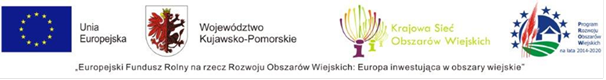 Unia
Europejska
Województwo
Kujawsko-Pomorskie
Krajowa Sieć
Obszarów Wiejskich
Program
Rozwoju
Obszarów
Wiejskich
na lata 2014-2020
„Europejski Fundusz Rolny na rzecz Rozwoju Obszarów Wiejskich: Europa inwestująca w obszary wiejskie”